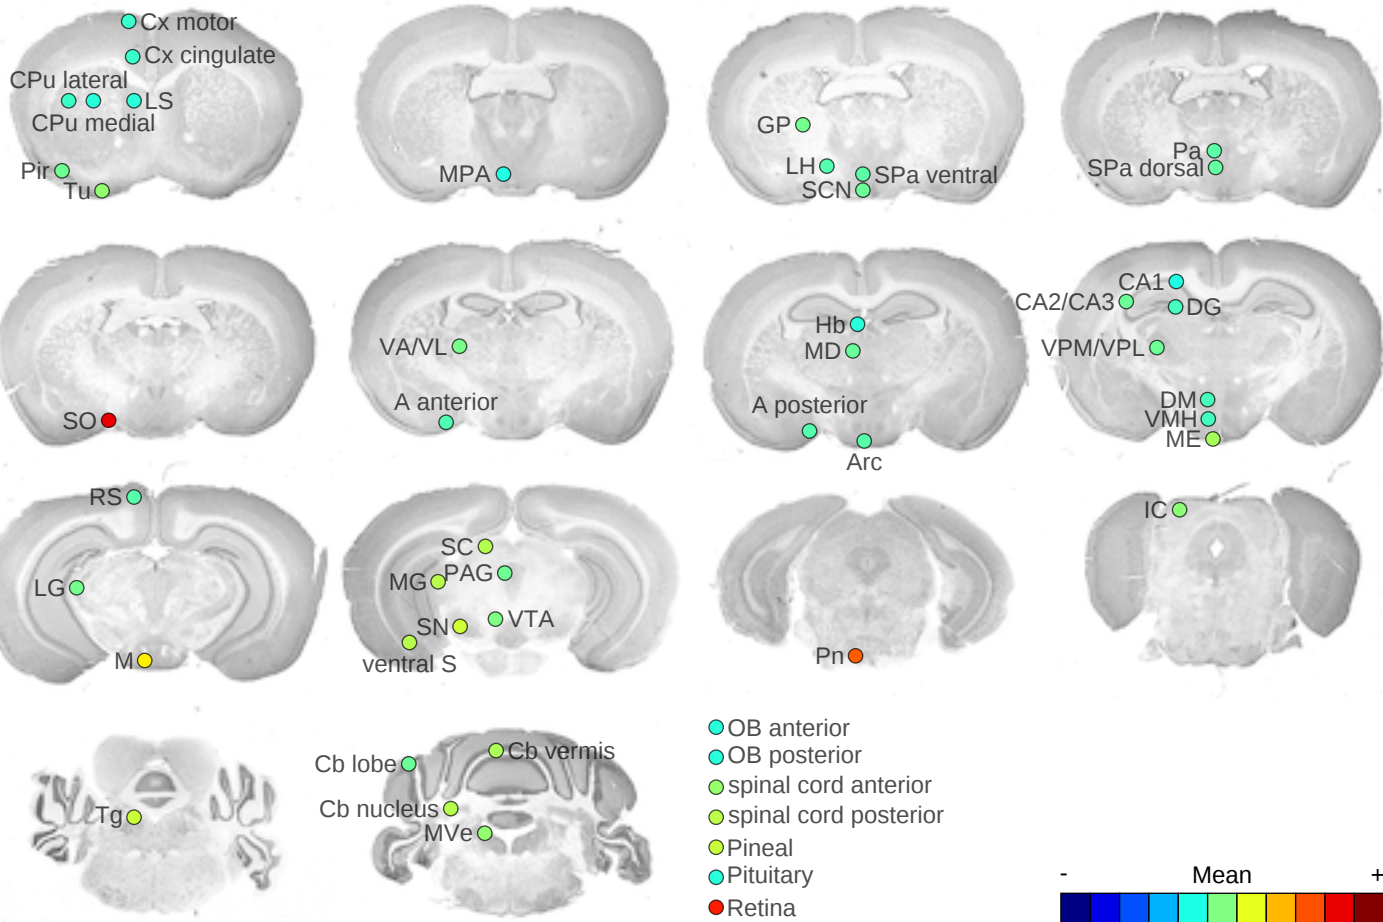 Cx motor
Cx cingulate
CPu lateral
LS
CPu medial
Pir
Tu
MPA
GP
LH
SPa ventral
SCN
Pa
SPa dorsal
SO
VA/VL
A anterior
Hb
MD
A posterior
Arc
CA1
CA2/CA3
DG
VPM/VPL
DM
VMH
ME
RS
LG
M
SC
MG
PAG
SN
VTA
ventral S
Pn
IC
Tg
Cb lobe
Cb vermis
Cb nucleus
MVe
OB anterior
OB posterior
spinal cord anterior
spinal cord posterior
Pineal
Pituitary
Retina
- Mean +